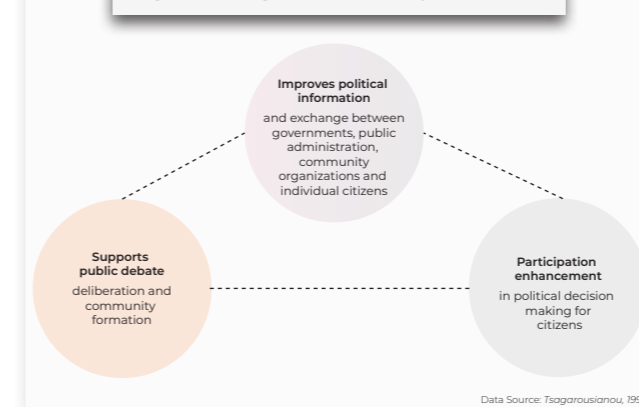 Improves political
information
and exchange between
governments, public
administration,
community
organizations and
individual citizens
Supports
public debate
deliberation and
community
formation
Participation
enhancement
in political decision
making for
citizens
Data Source: Tsagarousianou,